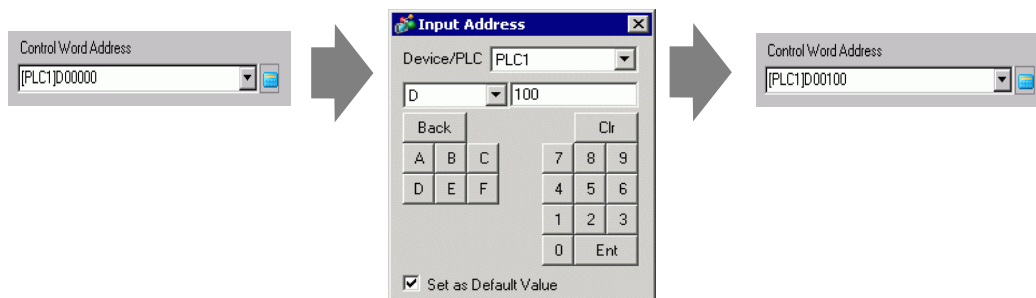 Control Word Address
[PLC1]D00000
Input Address
Device/PLC PLC1
D 100
Back Clr
A B C 7 8 9
D E F 4 5 6
1 2 3
0 Ent
Set as Default Value
Control Word Address
[PLC1]D00100